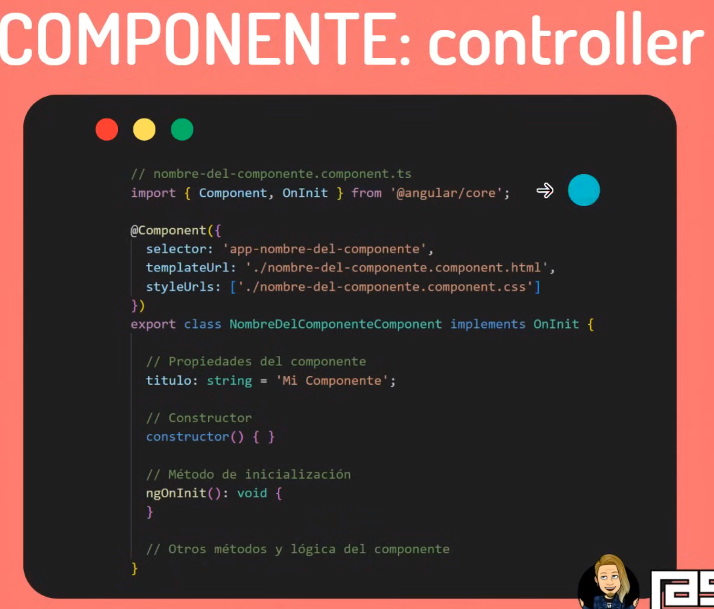 COMPONENTE: controller
// nombre-del-componente.component.ts
import { Component, OnInit } from '@angular/core';
@Component({
selector: 'app-nombre-del-componente',
templateUrl: './nombre-del-componente.component.html',
styleUrls: ['./nombre-del-componente.component.css']
})
export class NombreDelComponenteComponent implements OnInit {
// Propiedades del componente
titulo: string = 'Mi Componente';
// Constructor
constructor() { }
// Método de inicialización
ngOnInit(): void {
}
// Otros métodos y lógica del componente
}